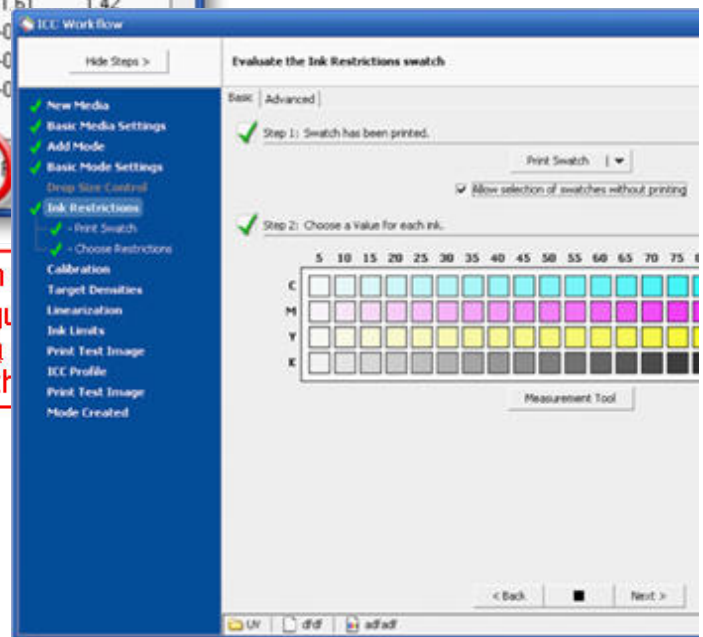 42
ICC Workflow
Hide Steps >
Evaluate the Ink Restrictions swatch
New Media
Basic Media Settings
Add Mode
Basic Mode Settings
Drop Size Control
Ink Restrictions
- Print Swatch
- Choose Restrictions
Calibration
Target Densities
Linearization
Ink Limits
Print Test Image
ICC Profile
Print Test Image
Mode Created
Basic
Advanced
Step 1: Swatch has been printed.
Print Swatch
Allow selection of swatches without printing
Step 2: Choose a Value for each ink.
5 10 15 20 25 30 35 40 45 50 55 60 65 70 75
C
M
Y
K
Measurement Tool
< Back
Next >
UV
dfdf
adfadf